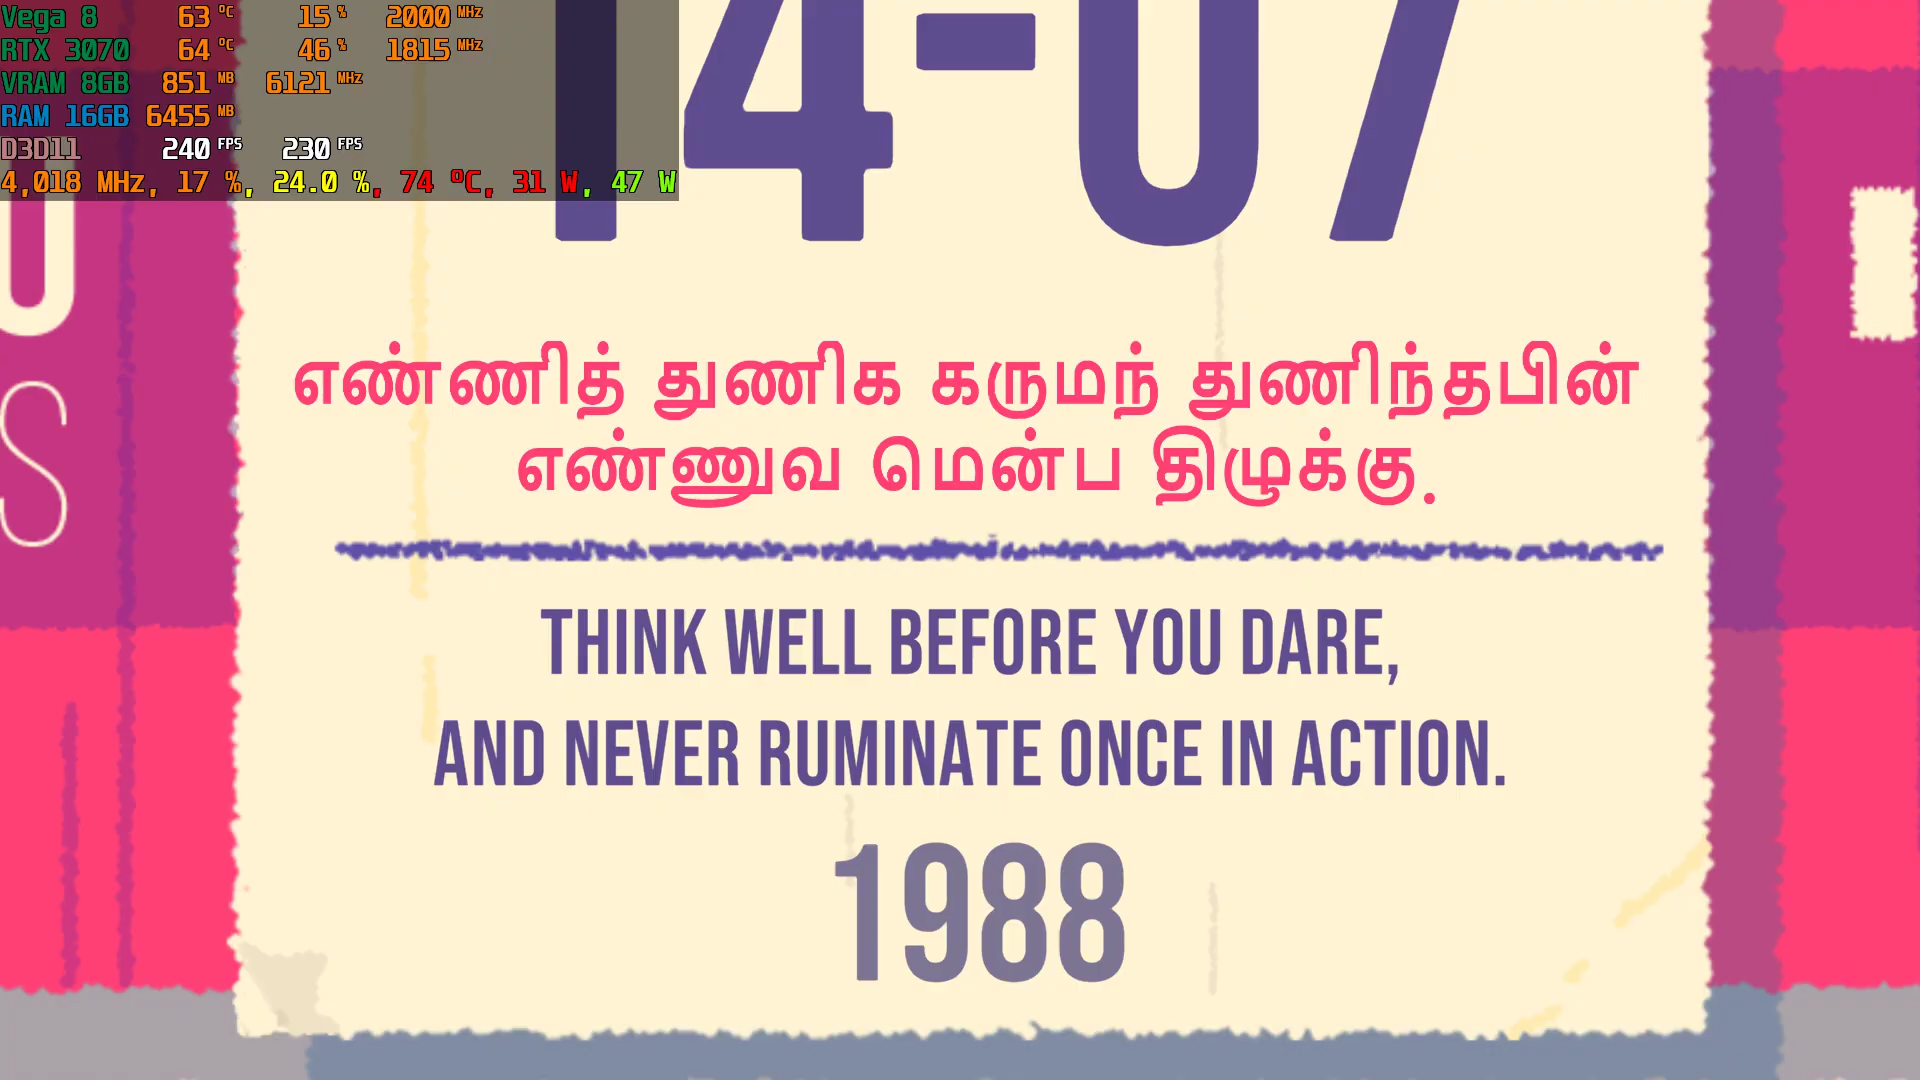 Vega 8 63 °C 15 % 2000 MHz
RTX 3070 64 °C 46 % 1815 MHz
VRAM 8GB 851 MB 6121 MHz
RAM 16GB 6455 MB
D3D11 240 FPS 230 FPS
4,018 MHz, 17 %, 24.0 %, 74 °C, 31 W, 47 W
14-07
எண்ணித் துணிக கருமந் துணிந்தபின்
எண்ணுவ மென்ப திழுக்கு.
THINK WELL BEFORE YOU DARE,
AND NEVER RUMINATE ONCE IN ACTION.
1988
S